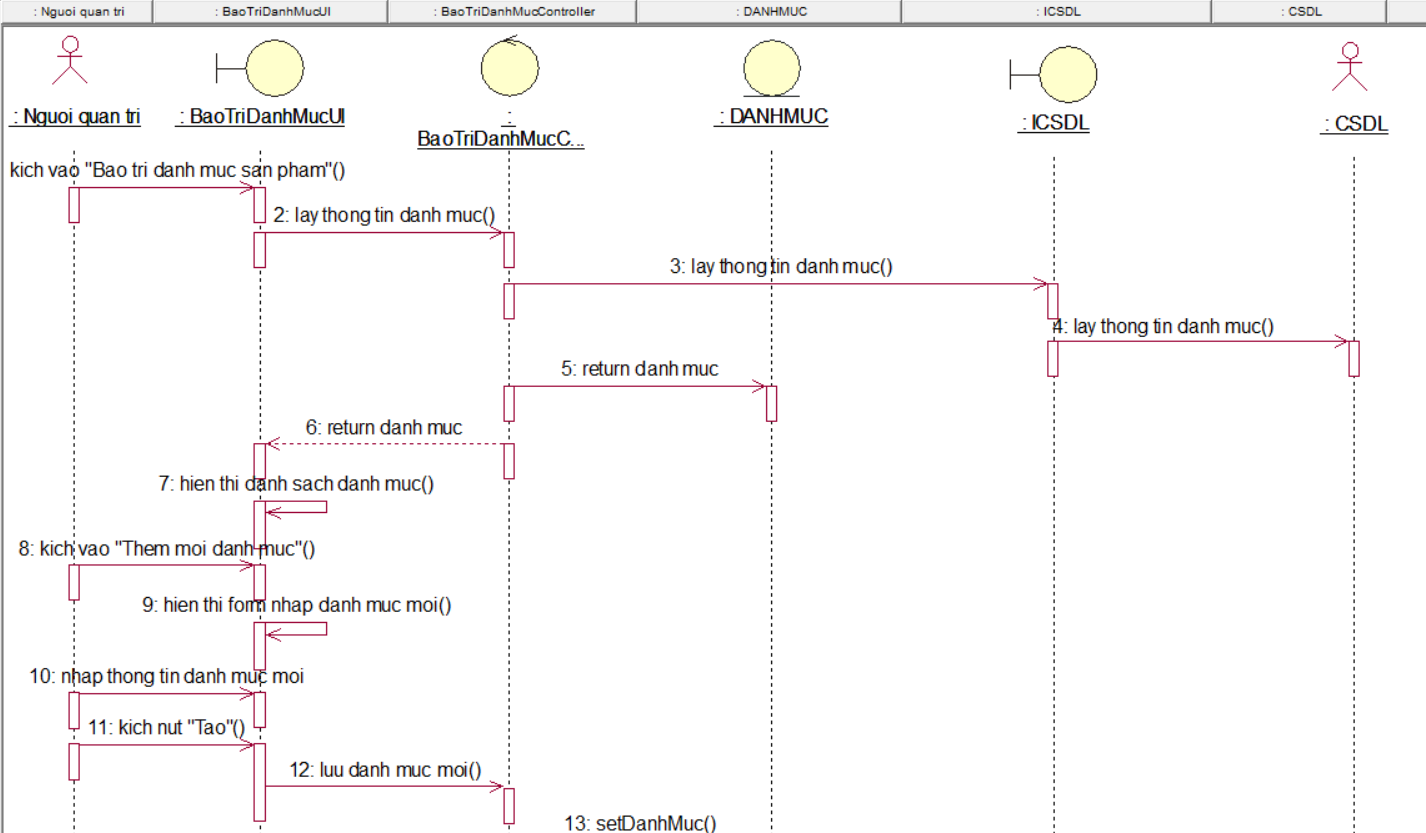 : Nguoi quan tri
: BaoTriDanhMucUI
: BaoTriDanhMucController
: DANHMUC
: ICSDL
: CSDL
: Nguoi quan tri
: BaoTriDanhMucUI
:
BaoTriDanhMucC...
: DANHMUC
: ICSDL
: CSDL
kich vao "Bao tri danh muc san pham"()
2: lay thong tin danh muc()
3: lay thong tin danh muc()
4: lay thong tin danh muc()
5: return danh muc
6: return danh muc
7: hien thi danh sach danh muc()
8: kich vao "Them moi danh muc"()
9: hien thi form nhap danh muc moi()
10: nhap thong tin danh muc moi
11: kich nut "Tao"()
12: luu danh muc moi()
13: setDanhMuc()